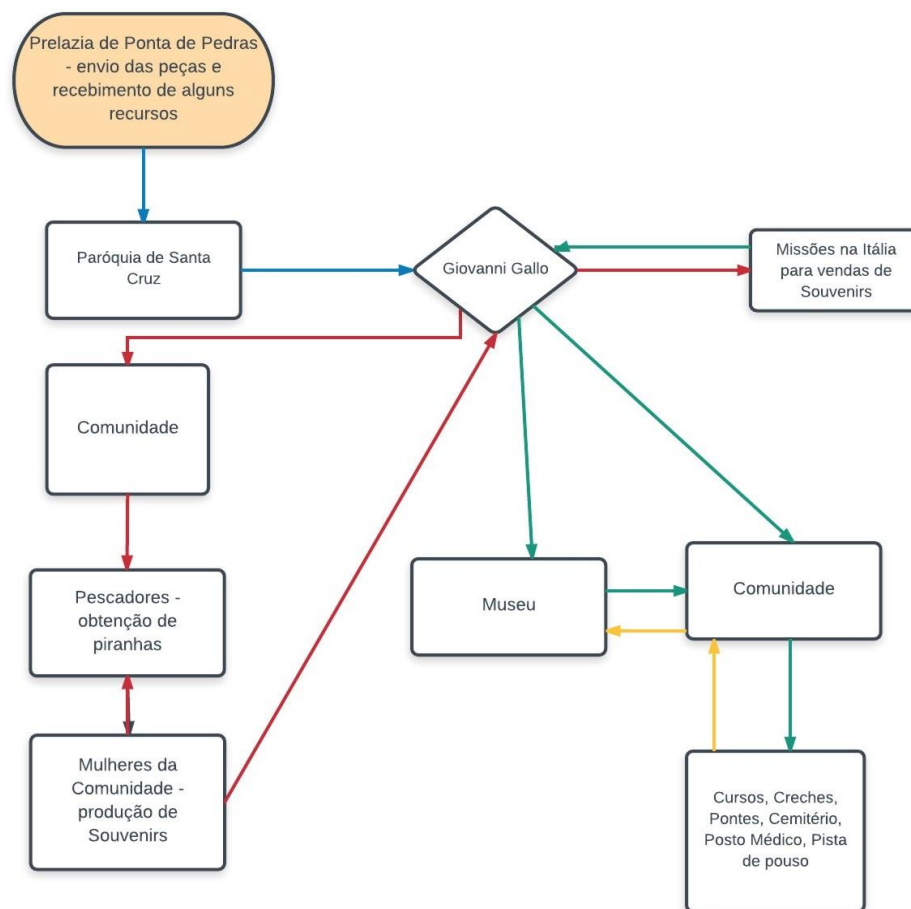 Prelazia de Ponta de Pedras
- envio das peças e
recebimento de alguns
recursos
Paróquia de Santa
Cruz
Giovanni Gallo
Missões na Itália
para vendas de
Souvenirs
Comunidade
Pescadores -
obtenção de
piranhas
Mulheres da
Comunidade -
produção de
Souvenirs
Museu
Comunidade
Cursos, Creches,
Pontes, Cemitério,
Posto Médico, Pista
de pouso